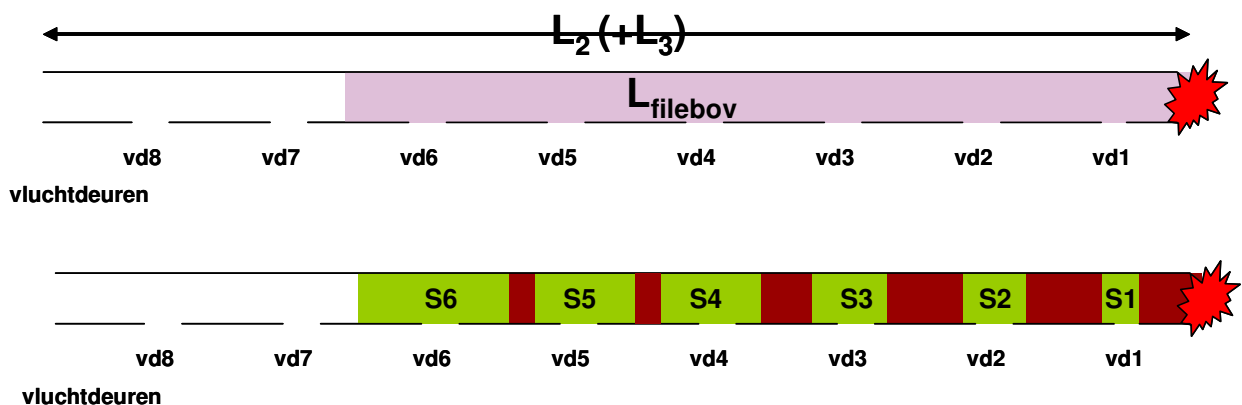 L2 (+L3)
Lfilebov
vd8 vd7 vd6 vd5 vd4 vd3 vd2 vd1
vluchtdeuren
S6 S5 S4 S3 S2 S1
vd8 vd7 vd6 vd5 vd4 vd3 vd2 vd1
vluchtdeuren